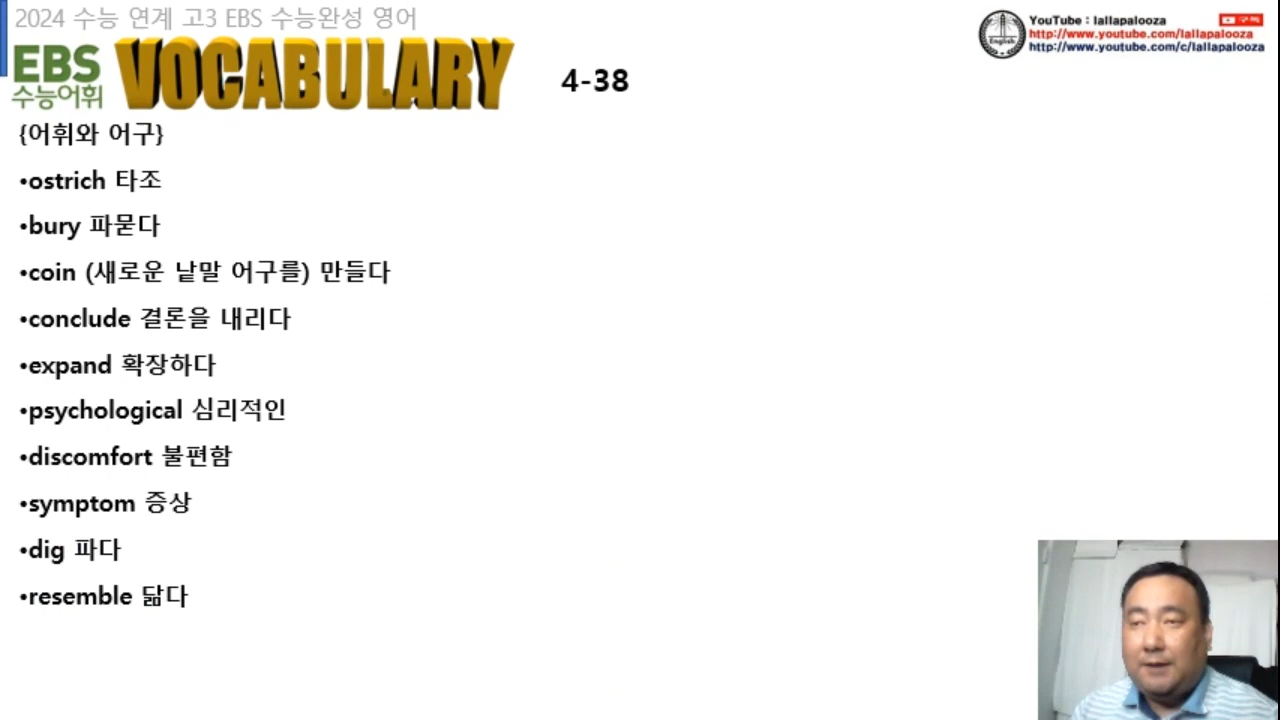 2024 수능 연계 고3 EBS 수능완성 영어
EBS
수능어휘
VOCABULARY
4-38
YouTube : lallapalooza
구독
http://www.youtube.com/lallapalooza
http://www.youtube.com/c/lallapalooza
English
{어휘와 어구}
•ostrich 타조
•bury 파묻다
•coin (새로운 낱말 어구를) 만들다
•conclude 결론을 내리다
•expand 확장하다
•psychological 심리적인
•discomfort 불편함
•symptom 증상
•dig 파다
•resemble 닮다